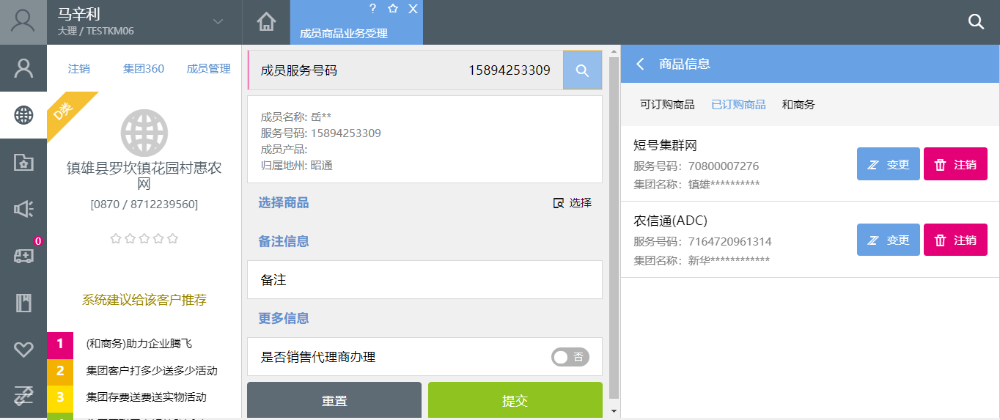 马辛利
大理 / TESTKM06
? X
成员商品业务受理
注销 集团360 成员管理
D类
镇雄县罗坎镇花园村惠农
网
[0870 / 8712239560]
0
系统建议给该客户推荐
1 (和商务)助力企业腾飞
2 集团客户打多少送多少活动
3 集团存费送费送实物活动
成员服务号码 15894253309
成员名称: 岳**
服务号码: 15894253309
成员产品:
归属地州: 昭通
选择商品 选择
备注信息
备注
更多信息
是否销售代理商办理 否
重置 提交
商品信息
可订购商品 已订购商品 和商务
短号集群网
服务号码: 70800007276
集团名称: 镇雄**********
变更 注销
农信通(ADC)
服务号码: 7164720961314
集团名称: 新华************
变更 注销